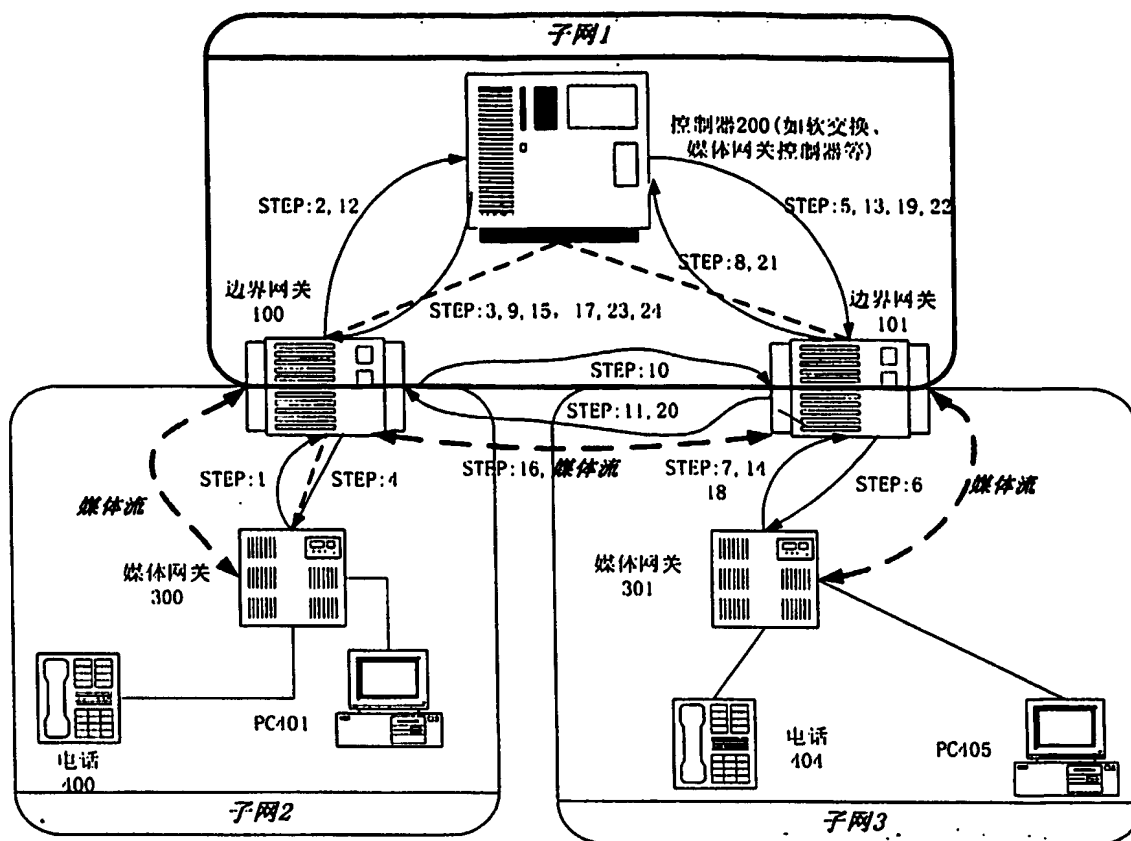 子网1
控制器200(如软交换、
媒体网关控制器等)
STEP:2,12
STEP:5,13,19,22
STEP:8,21
边界网关
100
STEP:3,9,15, 17,23,24
边界网关
101
STEP:10
STEP:11,20
STEP:1
STEP:4
STEP:16,媒体流
STEP:7,14
18
STEP:6
媒体流
媒体流
媒体网关
300
媒体网关
301
PC401
电话
400
电话
404
PC405
子网2
子网3